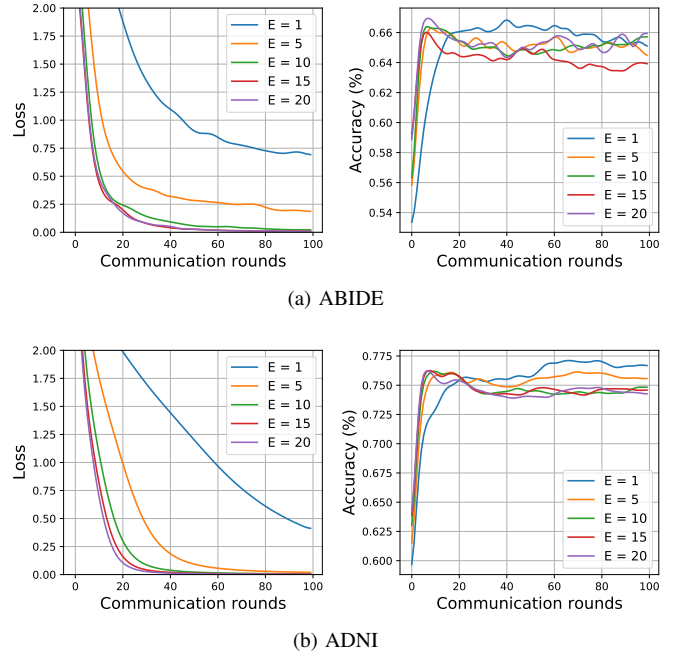 2.00
1.75
1.50
1.25
1.00
0.75
0.50
0.25
0.00
Loss
0 20 40 60 80 100
Communication rounds
E = 1
E = 5
E = 10
E = 15
E = 20
0.66
0.64
0.62
0.60
0.58
0.56
0.54
Accuracy (%)
0 20 40 60 80 100
Communication rounds
E = 1
E = 5
E = 10
E = 15
E = 20
(a) ABIDE
2.00
1.75
1.50
1.25
1.00
0.75
0.50
0.25
0.00
Loss
0 20 40 60 80 100
Communication rounds
E = 1
E = 5
E = 10
E = 15
E = 20
0.775
0.750
0.725
0.700
0.675
0.650
0.625
0.600
Accuracy (%)
0 20 40 60 80 100
Communication rounds
E = 1
E = 5
E = 10
E = 15
E = 20
(b) ADNI